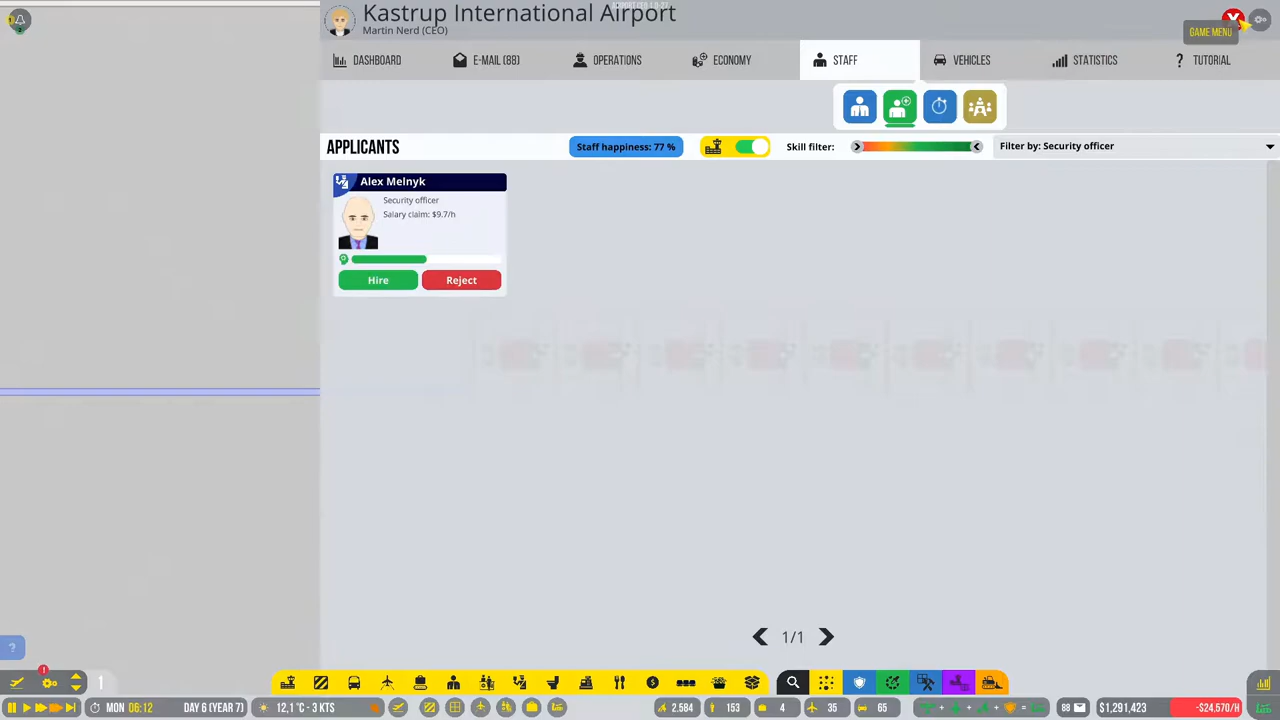 Kastrup International Airport
Martin Nerd (CEO)
GAME MENU
DASHBOARD
E-MAIL (88)
OPERATIONS
ECONOMY
STAFF
VEHICLES
STATISTICS
? TUTORIAL
APPLICANTS
Staff happiness: 77 %
Skill filter:
Filter by: Security officer
Alex Melnyk
Security officer
Salary claim: $9.7/h
Hire
Reject
1/1
?
1
MON 06:12
DAY 6 (YEAR 7)
12,1 °C - 3 KTS
2.584
153
4
35
65
88
$1,291,423
-$24.570/H